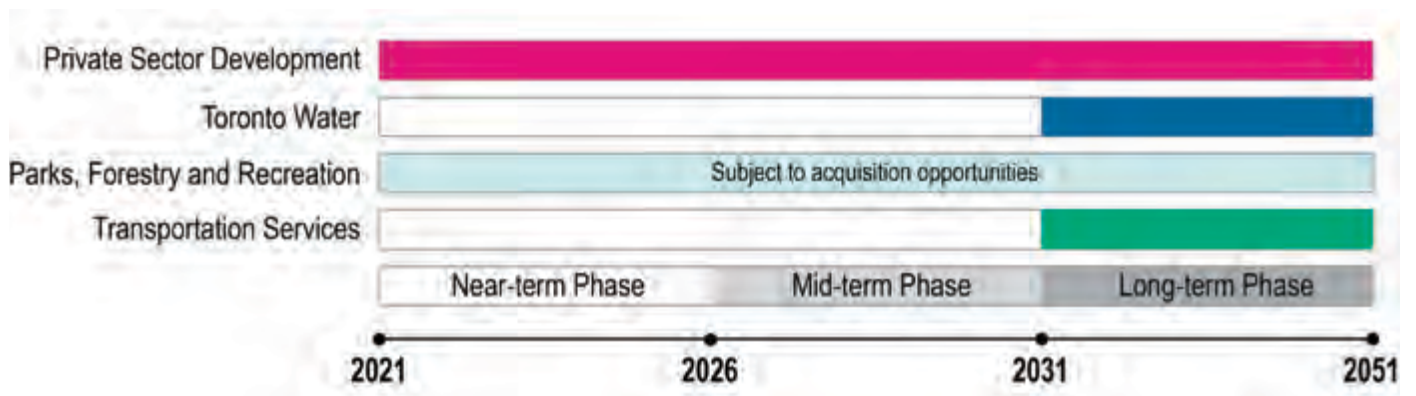 Private Sector Development
Toronto Water
Parks, Forestry and Recreation
Subject to acquisition opportunities
Transportation Services
Near-term Phase
Mid-term Phase
Long-term Phase
2021
2026
2031
2051